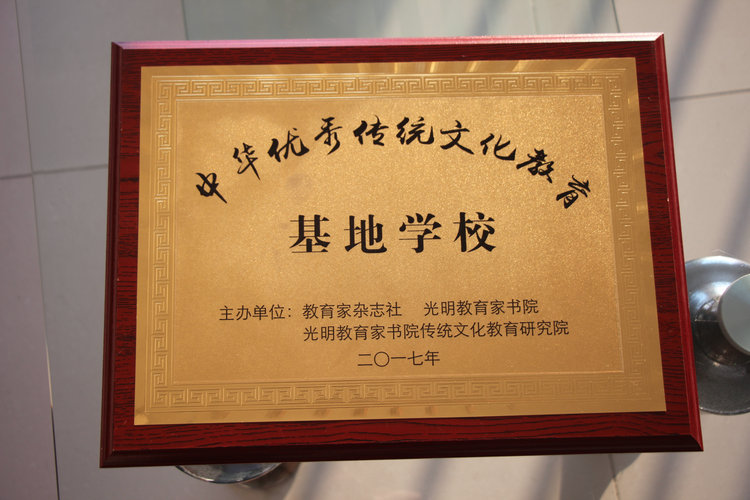 中华优秀传统文化教育
基地学校
主办单位：教育家杂志社 光明教育家书院
光明教育家书院传统文化教育研究院
二〇一七年